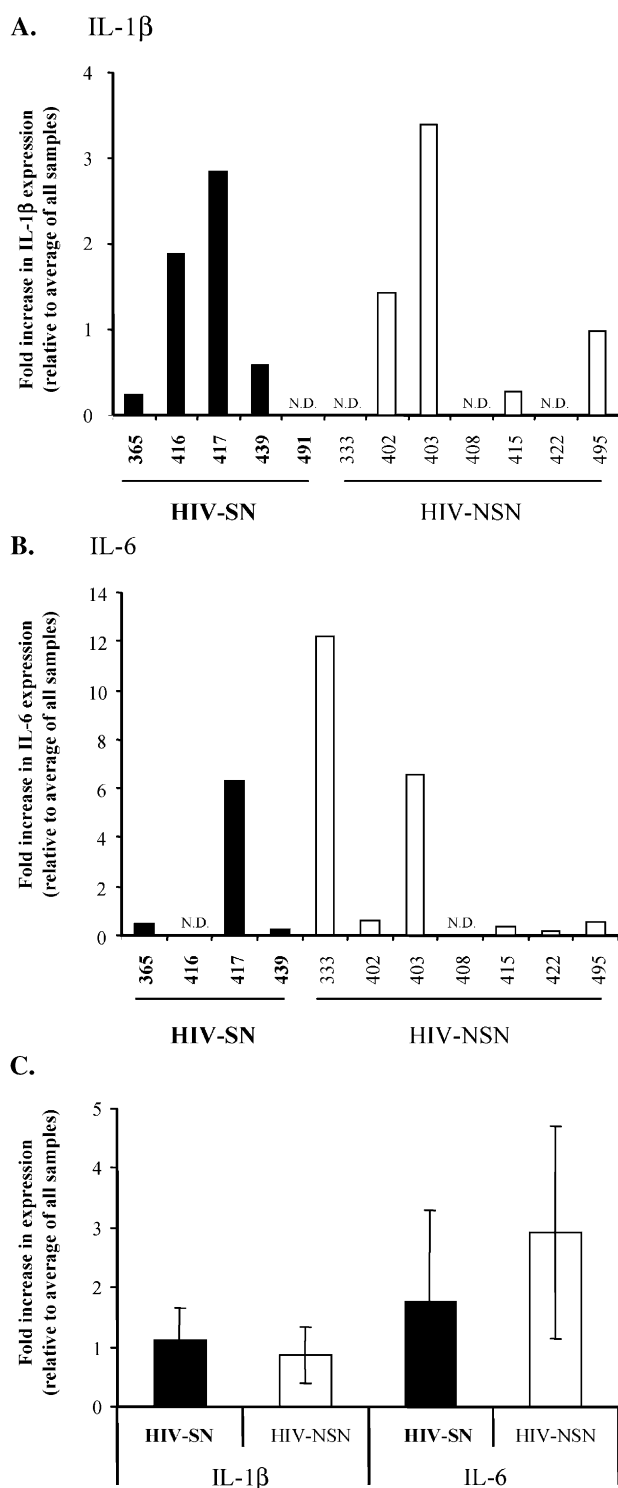 A. IL-1β
Fold increase in IL-1β expression
(relative to average of all samples)
4
3
2
1
0
N.D. N.D. N.D. N.D.
365 416 417 439 491 333 402 403 408 415 422 495
HIV-SN HIV-NSN
B. IL-6
Fold increase in IL-6 expression
(relative to average of all samples)
14
12
10
8
6
4
2
0
N.D. N.D.
365 416 417 439 333 402 403 408 415 422 495
HIV-SN HIV-NSN
C.
Fold increase in expression
(relative to average of all samples)
5
4
3
2
1
0
HIV-SN HIV-NSN HIV-SN HIV-NSN
IL-1β IL-6